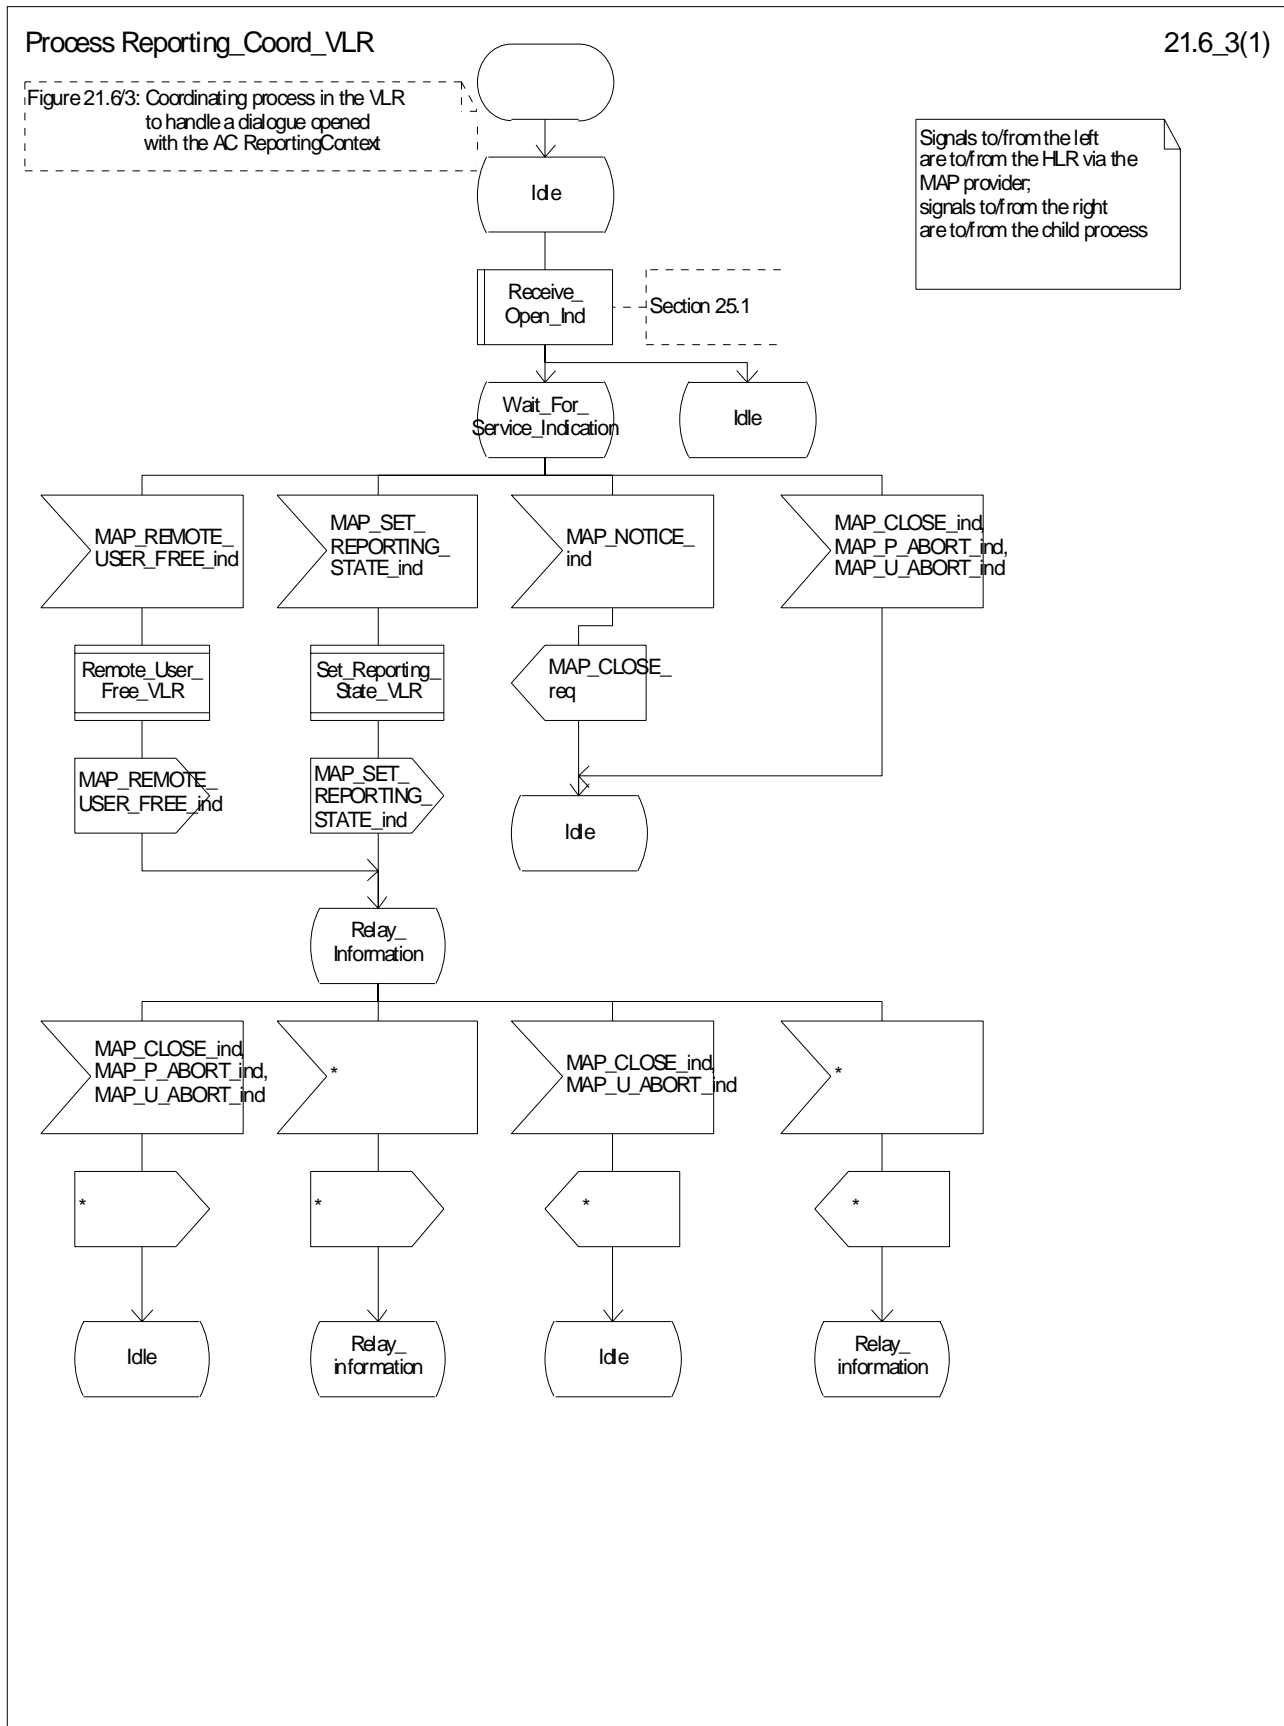 Process Reporting_Coord_VLR
21.6_3(1)
Figure 21.6/3: Coordinating process in the VLR
to handle a dialogue opened
with the AC ReportingContext
Signals to/from the left
are to/from the HLR via the
MAP provider;
signals to/from the right
are to/from the child process
Idle
Receive_
Open_Ind
Section 25.1
Wait_For_
Service_Indication
Idle
MAP_REMOTE_
USER_FREE_ind
MAP_SET_
REPORTING_
STATE_ind
MAP_NOTICE_
ind
MAP_CLOSE_ind,
MAP_P_ABORT_ind,
MAP_U_ABORT_ind
Remote_User_
Free_VLR
Set_Reporting_
State_VLR
MAP_CLOSE_
req
MAP_REMOTE_
USER_FREE_ind
MAP_SET_
REPORTING_
STATE_ind
Idle
Relay_
Information
MAP_CLOSE_ind,
MAP_P_ABORT_ind,
MAP_U_ABORT_ind
*
MAP_CLOSE_ind,
MAP_U_ABORT_ind
*
*
*
*
*
Idle
Relay_
information
Idle
Relay_
information